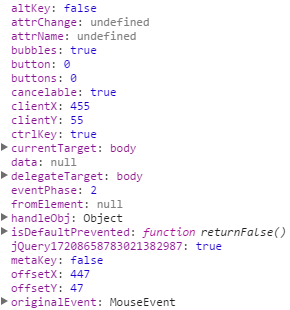 altKey: false
attrChange: undefined
attrName: undefined
bubbles: true
button: 0
buttons: 0
cancelable: true
clientX: 455
clientY: 55
ctrlKey: true
currentTarget: body
data: null
delegateTarget: body
eventPhase: 2
fromElement: null
handleObj: Object
isDefaultPrevented: function returnFalse()
jQuery17208658783021382987: true
metaKey: false
offsetX: 447
offsetY: 47
originalEvent: MouseEvent